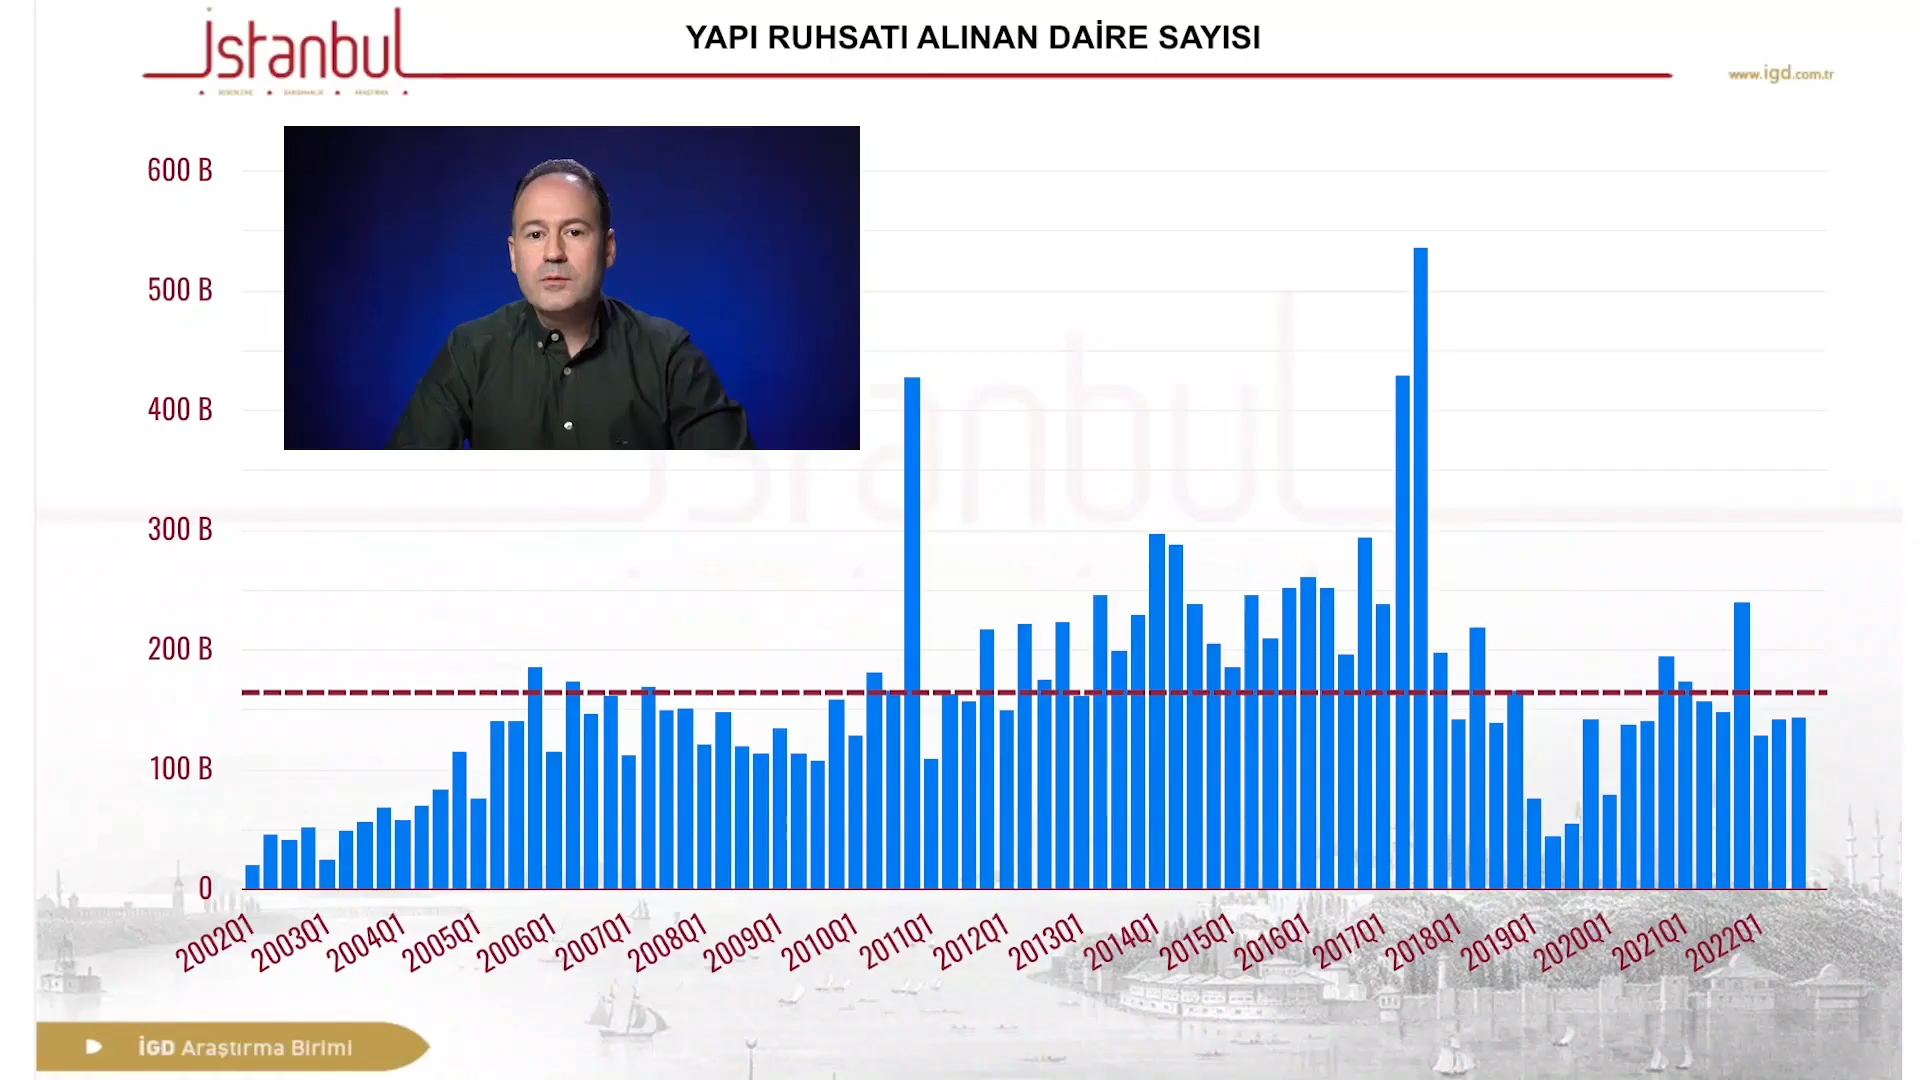 istanbul
YAPI RUHSATI ALINAN DAİRE SAYISI
www.igd.com.tr
600 B
500 B
400 B
300 B
200 B
100 B
0
2002Q1 2003Q1 2004Q1 2005Q1 2006Q1 2007Q1 2008Q1 2009Q1 2010Q1 2011Q1 2012Q1 2013Q1 2014Q1 2015Q1 2016Q1 2017Q1 2018Q1 2019Q1 2020Q1 2021Q1 2022Q1
istanbul
İGD Araştırma Birimi